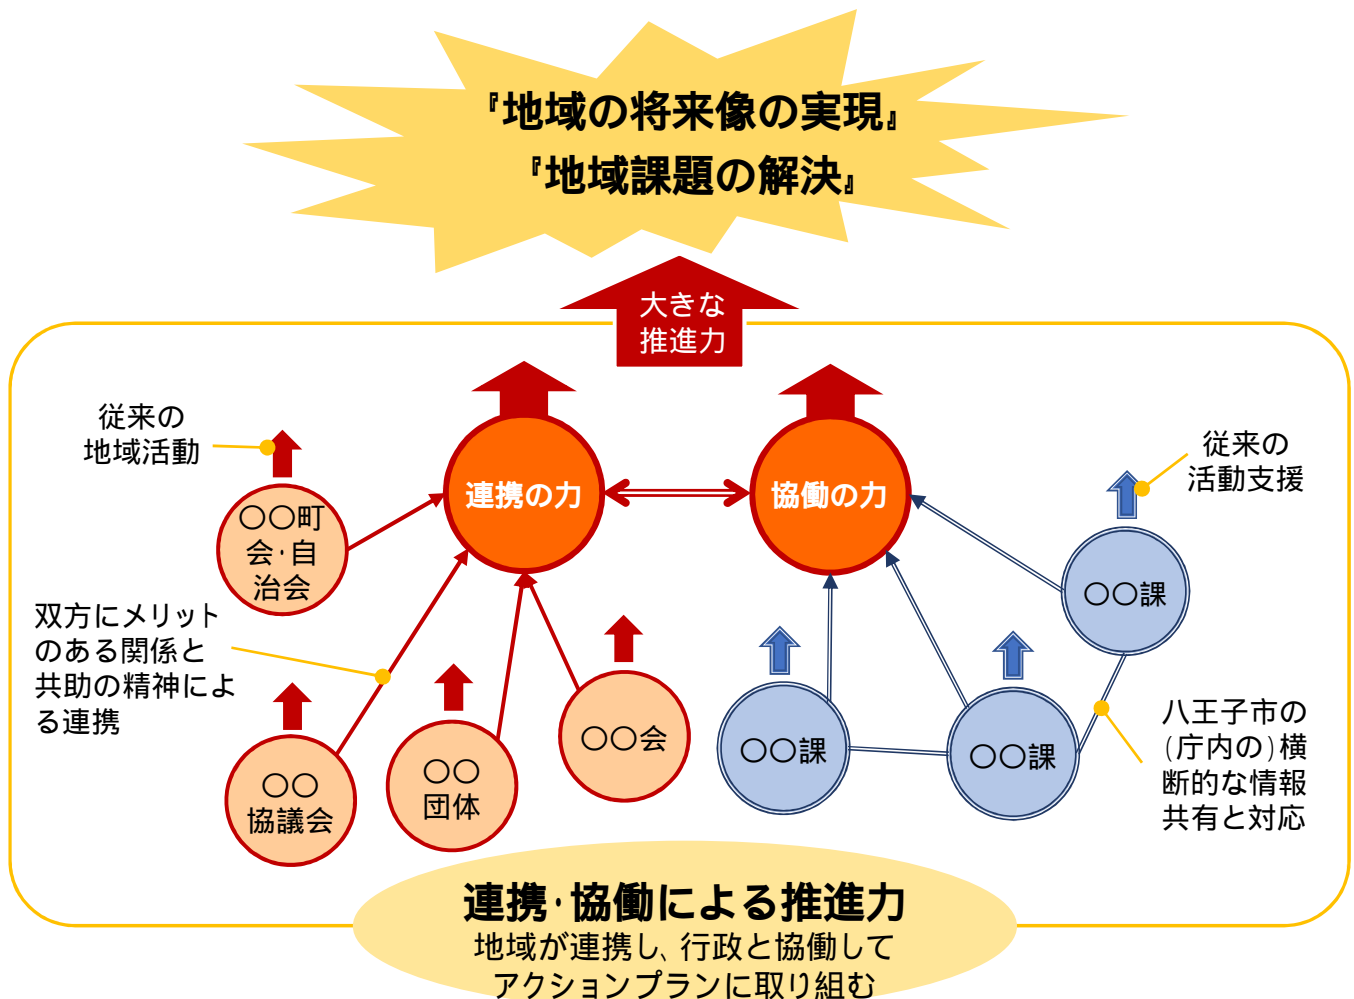 『地域の将来像の実現』
『地域課題の解決』
大きな
推進力
従来の
地域活動
連携の力
協働の力
従来の
活動支援
〇〇町
会・自
治会
双方にメリット
のある関係と
共助の精神によ
る連携
〇〇
協議会
〇〇
団体
〇〇会
〇〇課
〇〇課
〇〇課
八王子市の
(庁内の)横
断的な情報
共有と対応
連携・協働による推進力
地域が連携し、行政と協働して
アクションプランに取り組む